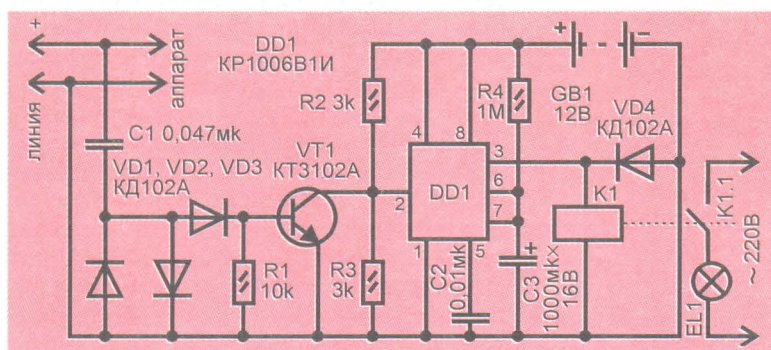 +
линия
аппарат
DD1
КР1006В1И
C1 0,047мк
VD1, VD2, VD3
КД102А
R1
10k
VT1
КТ3102А
R2 3k
R3
3k
4
8
2
DD1
3
6
7
1
5
C2
0,01мк
R4
1М
+
C3
1000мкх
16В
+
-
GB1
12В
VD4
КД102А
K1
K1.1
EL1
~ 220В